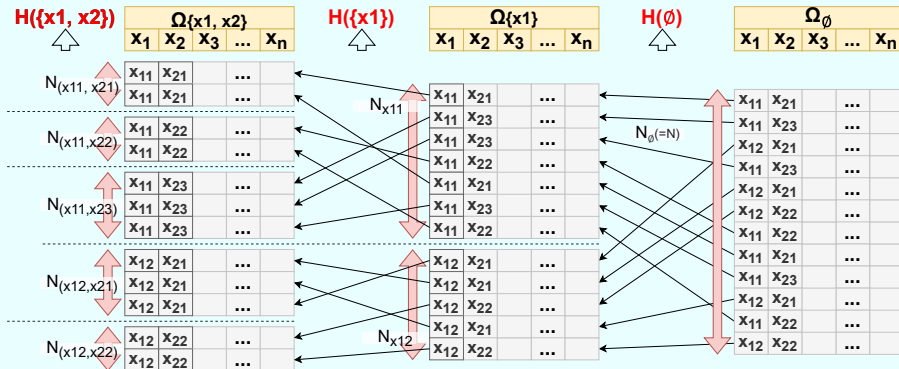 H({x1, x2})
Ω{x1, x2}
x1 x2 x3 ... xn
N(x11, x21)
x11 x21 ...
x11 x21 ...
N(x11,x22)
x11 x22 ...
x11 x22 ...
N(x11,x23)
x11 x23 ...
x11 x23 ...
x11 x23 ...
N(x12,x21)
x12 x21 ...
x12 x21 ...
x12 x21 ...
N(x12,x22)
x12 x22 ...
x12 x22 ...
H({x1})
Ω{x1}
x1 x2 x3 ... xn
Nx11
x11 x21 ...
x11 x23 ...
x11 x23 ...
x11 x22 ...
x11 x21 ...
x11 x23 ...
x11 x22 ...
Nx12
x12 x21 ...
x12 x21 ...
x12 x22 ...
x12 x21 ...
x12 x22 ...
H(∅)
Ω∅
x1 x2 x3 ... xn
N∅(=N)
x11 x21 ...
x11 x23 ...
x12 x21 ...
x11 x23 ...
x12 x21 ...
x12 x22 ...
x11 x22 ...
x11 x21 ...
x11 x23 ...
x12 x21 ...
x11 x22 ...
x12 x22 ...